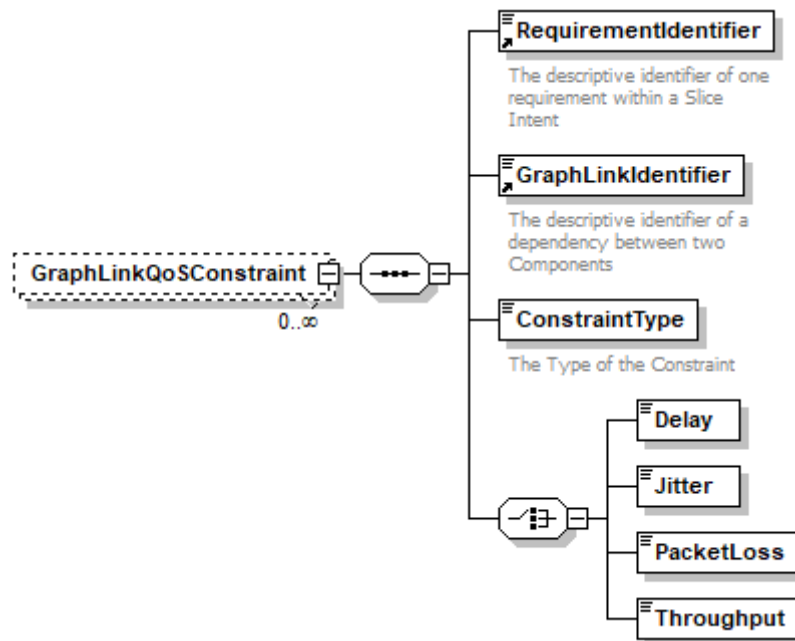 RequirementIdentifier
The descriptive identifier of one
requirement within a Slice
Intent
GraphLinkIdentifier
The descriptive identifier of a
dependency between two
Components
GraphLinkQoSConstraint
0..∞
ConstraintType
The Type of the Constraint
Delay
Jitter
PacketLoss
Throughput